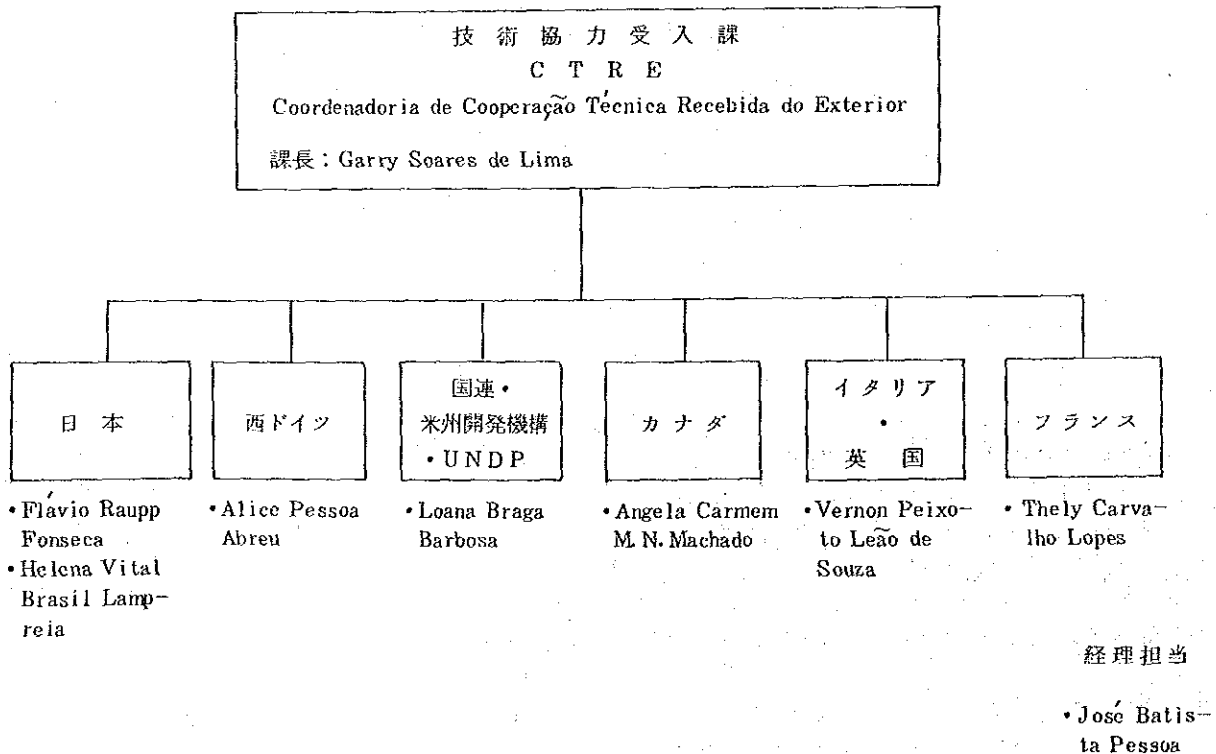 技術協力受入課
CTRE
Coordenadoria de Cooperação Técnica Recebida do Exterior
課長：Garry Soares de Lima
日本
•Flávio Raupp
Fonseca
•Helena Vital
Brasil Lamp-
reia
西ドイツ
•Alice Pessoa
Abreu
国連•
米州開発機構
•UNDP
•Loana Braga
Barbosa
カナダ
•Angela Carmem
M. N. Machado
イタリア
•
英国
•Vernon Peixo-
to Leão de
Souza
フランス
•Thely Carva-
lho Lopes
経理担当
•José Batis-
ta Pessoa